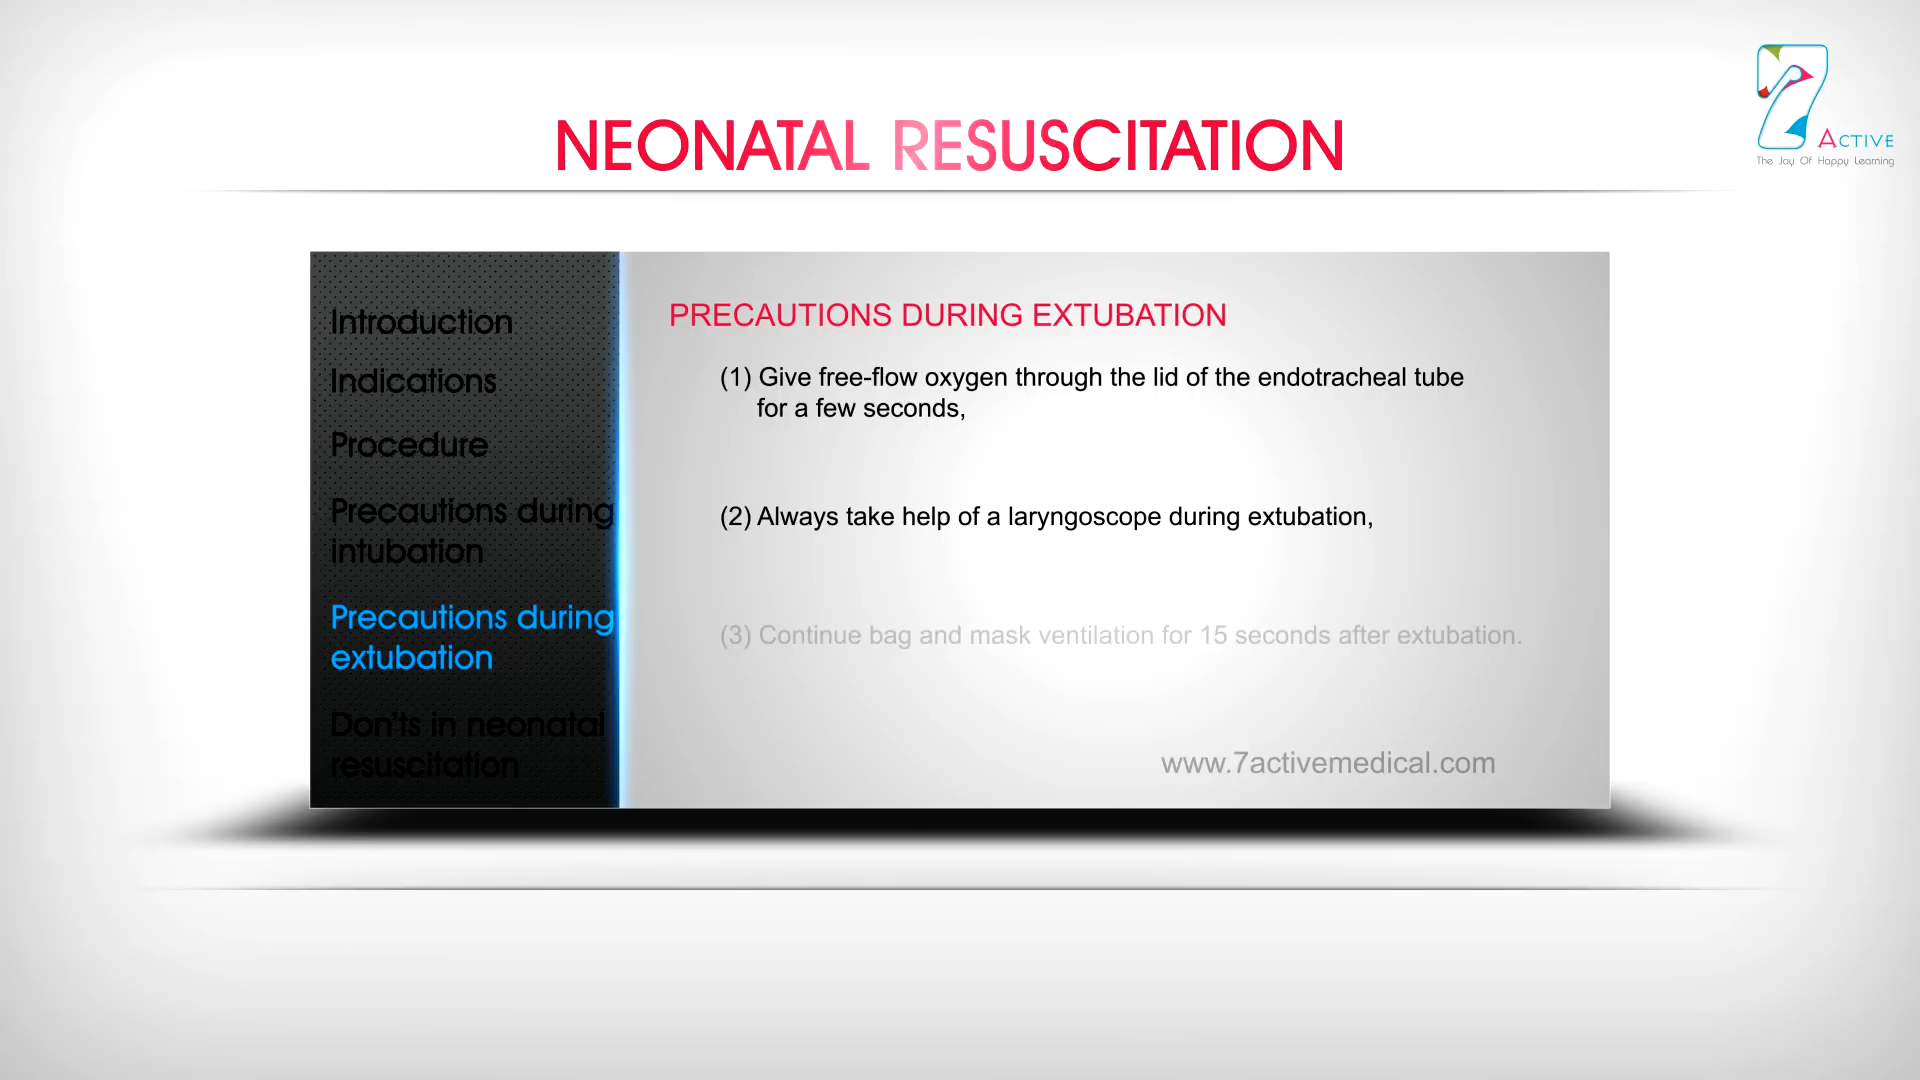 NEONATAL RESUSCITATION
7
ACTIVE
The Joy Of Happy Learning
Introduction
Indications
Procedure
Precautions during
intubation
Precautions during
extubation
Don'ts in neonatal
resuscitation
PRECAUTIONS DURING EXTUBATION
(1) Give free-flow oxygen through the lid of the endotracheal tube
for a few seconds,
(2) Always take help of a laryngoscope during extubation,
(3) Continue bag and mask ventilation for 15 seconds after extubation.
www.7activemedical.com